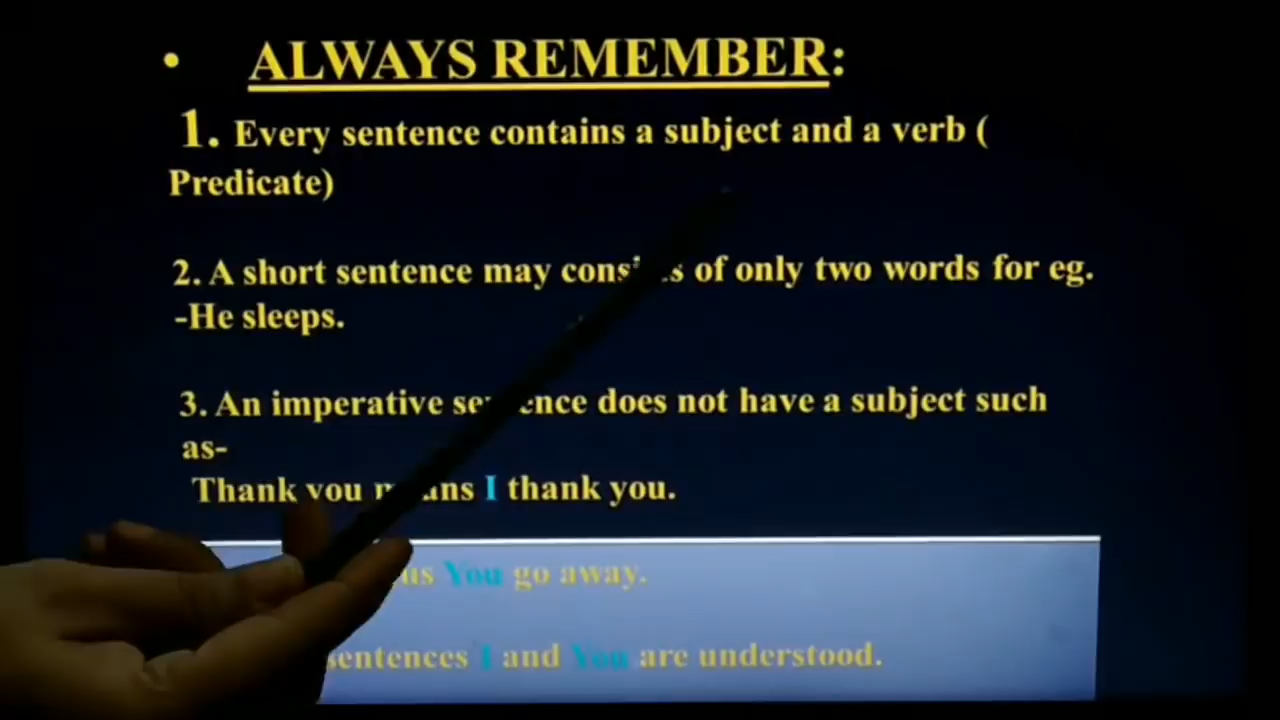 • ALWAYS REMEMBER:
1. Every sentence contains a subject and a verb (
Predicate)
2. A short sentence may of only two words for eg.
-He sleeps.
3. An imperative sentence does not have a subject such
as-
Thank you means I thank you.
You go away.
sentences I and You are understood.